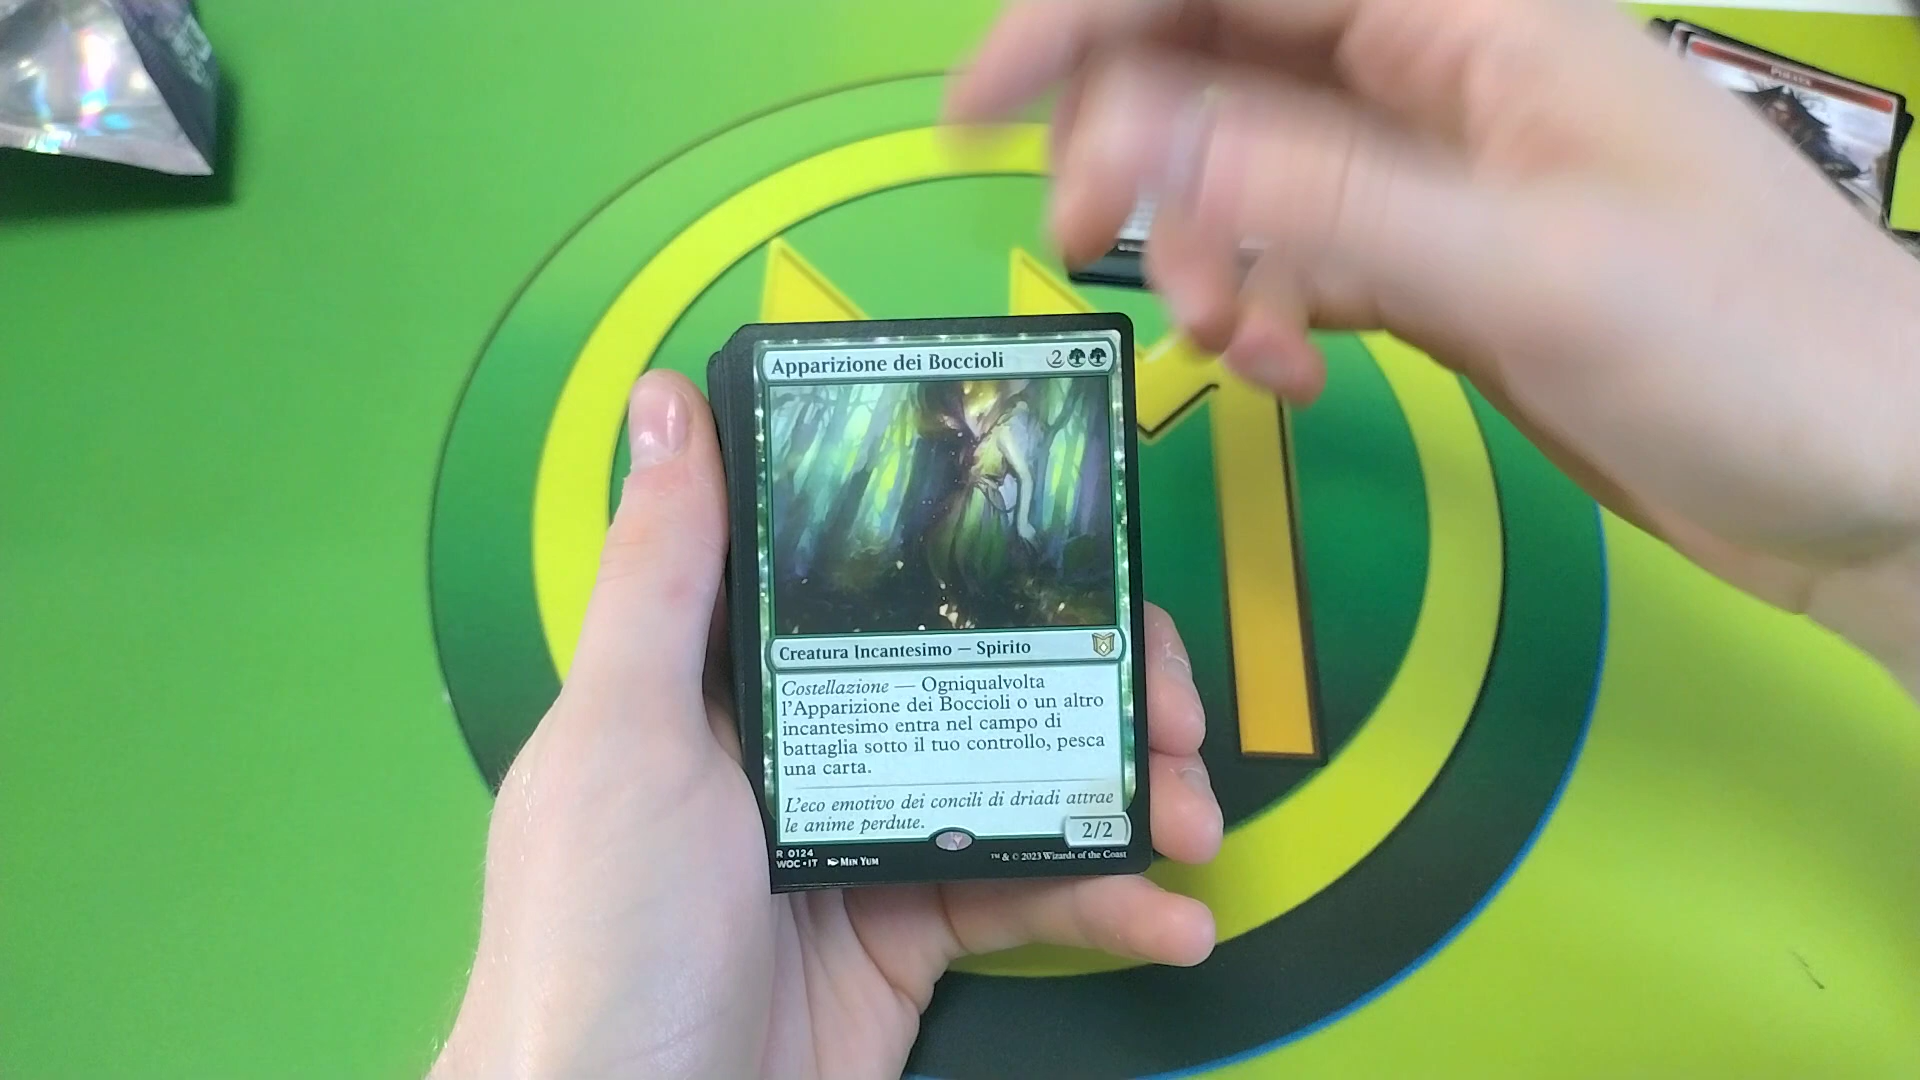 Apparizione dei Boccioli 2
Creatura Incantesimo — Spirito
Costellazione — Ogniqualvolta
l'Apparizione dei Boccioli o un altro
incantesimo entra nel campo di
battaglia sotto il tuo controllo, pesca
una carta.
L'eco emotivo dei concili di driadi attrae
le anime perdute.
2/2
R 0124
WOC • IT Min Yum
™ & © 2023 Wizards of the Coast